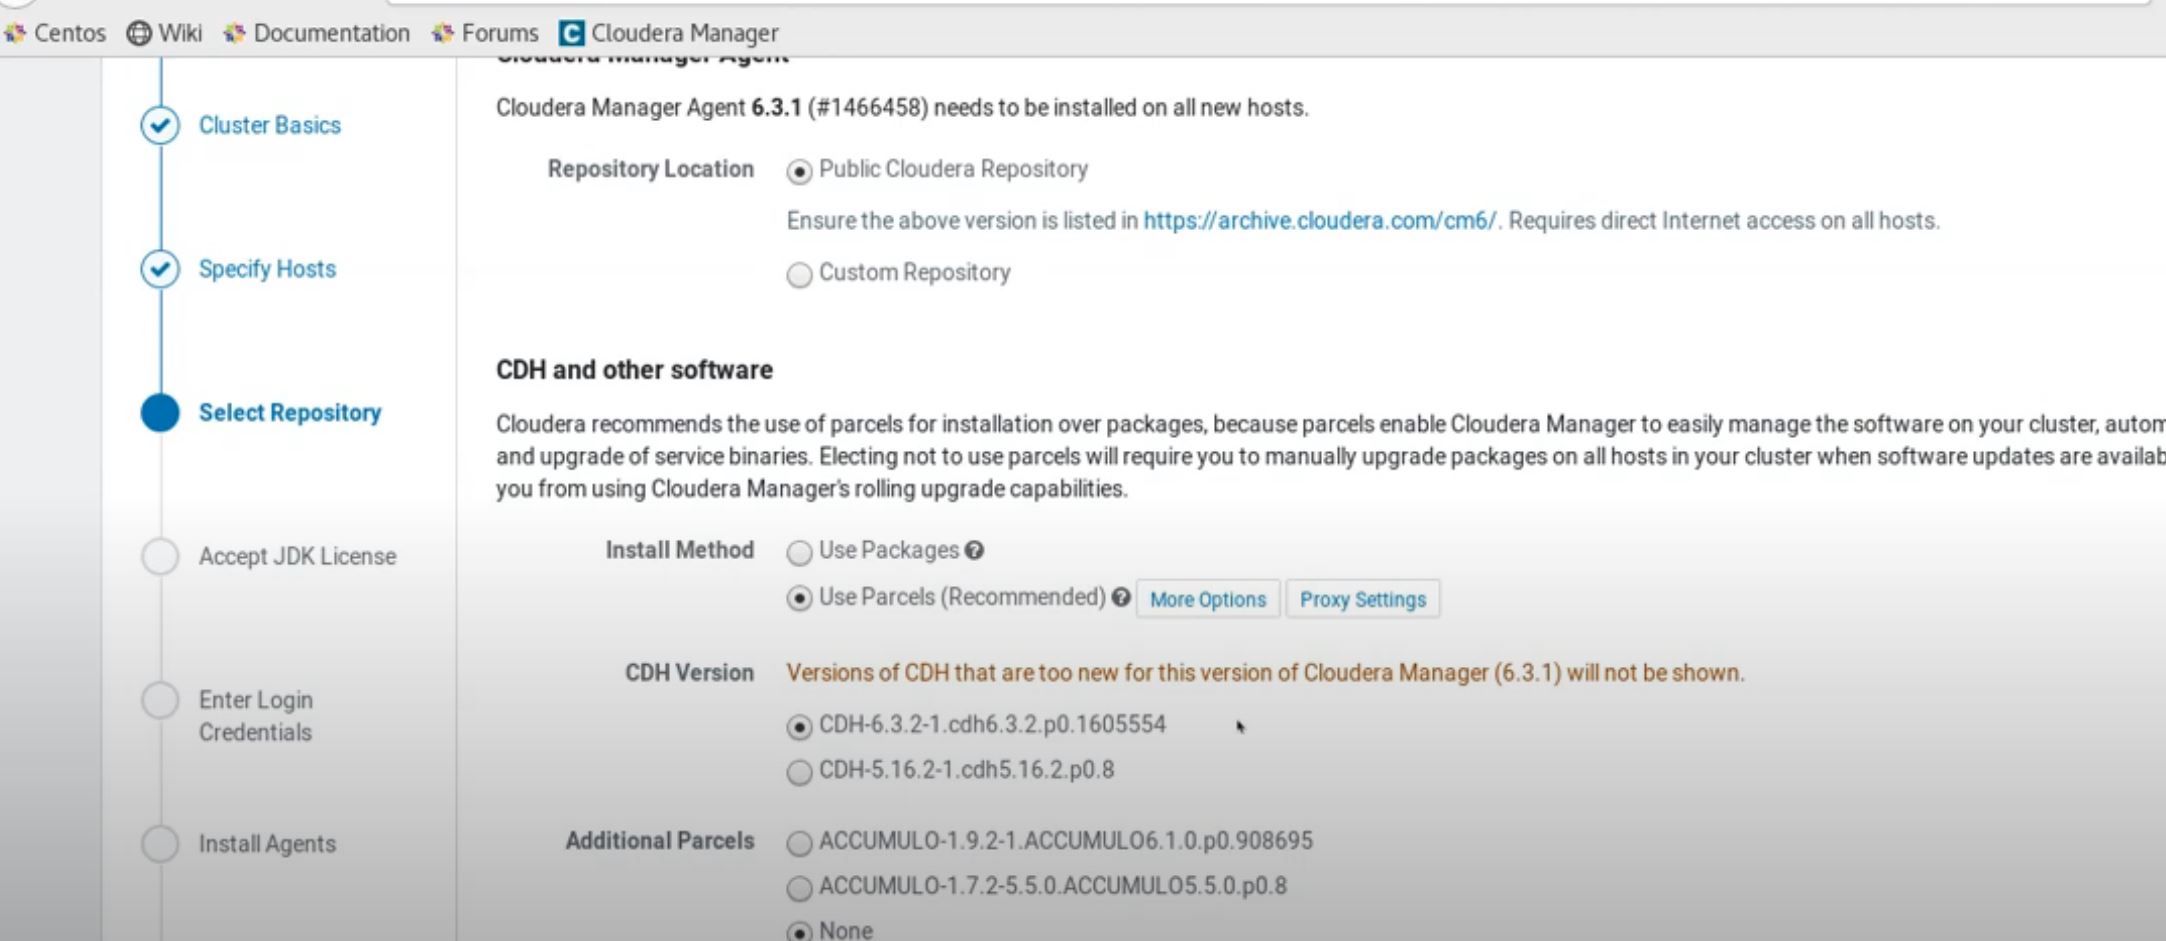 Centos Wiki Documentation Forums C Cloudera Manager
Cloudera Manager Agent
Cluster Basics
Specify Hosts
Select Repository
Accept JDK License
Enter Login
Credentials
Install Agents
Cloudera Manager Agent 6.3.1 (#1466458) needs to be installed on all new hosts.
Repository Location Public Cloudera Repository
Ensure the above version is listed in https://archive.cloudera.com/cm6/. Requires direct Internet access on all hosts.
Custom Repository
CDH and other software
Cloudera recommends the use of parcels for installation over packages, because parcels enable Cloudera Manager to easily manage the software on your cluster, autom
and upgrade of service binaries. Electing not to use parcels will require you to manually upgrade packages on all hosts in your cluster when software updates are availab
you from using Cloudera Manager's rolling upgrade capabilities.
Install Method Use Packages ?
Use Parcels (Recommended) ? More Options Proxy Settings
CDH Version Versions of CDH that are too new for this version of Cloudera Manager (6.3.1) will not be shown.
CDH-6.3.2-1.cdh6.3.2.p0.1605554
CDH-5.16.2-1.cdh5.16.2.p0.8
Additional Parcels ACCUMULO-1.9.2-1.ACCUMULO6.1.0.p0.908695
ACCUMULO-1.7.2-5.5.0.ACCUMULO5.5.0.p0.8
None